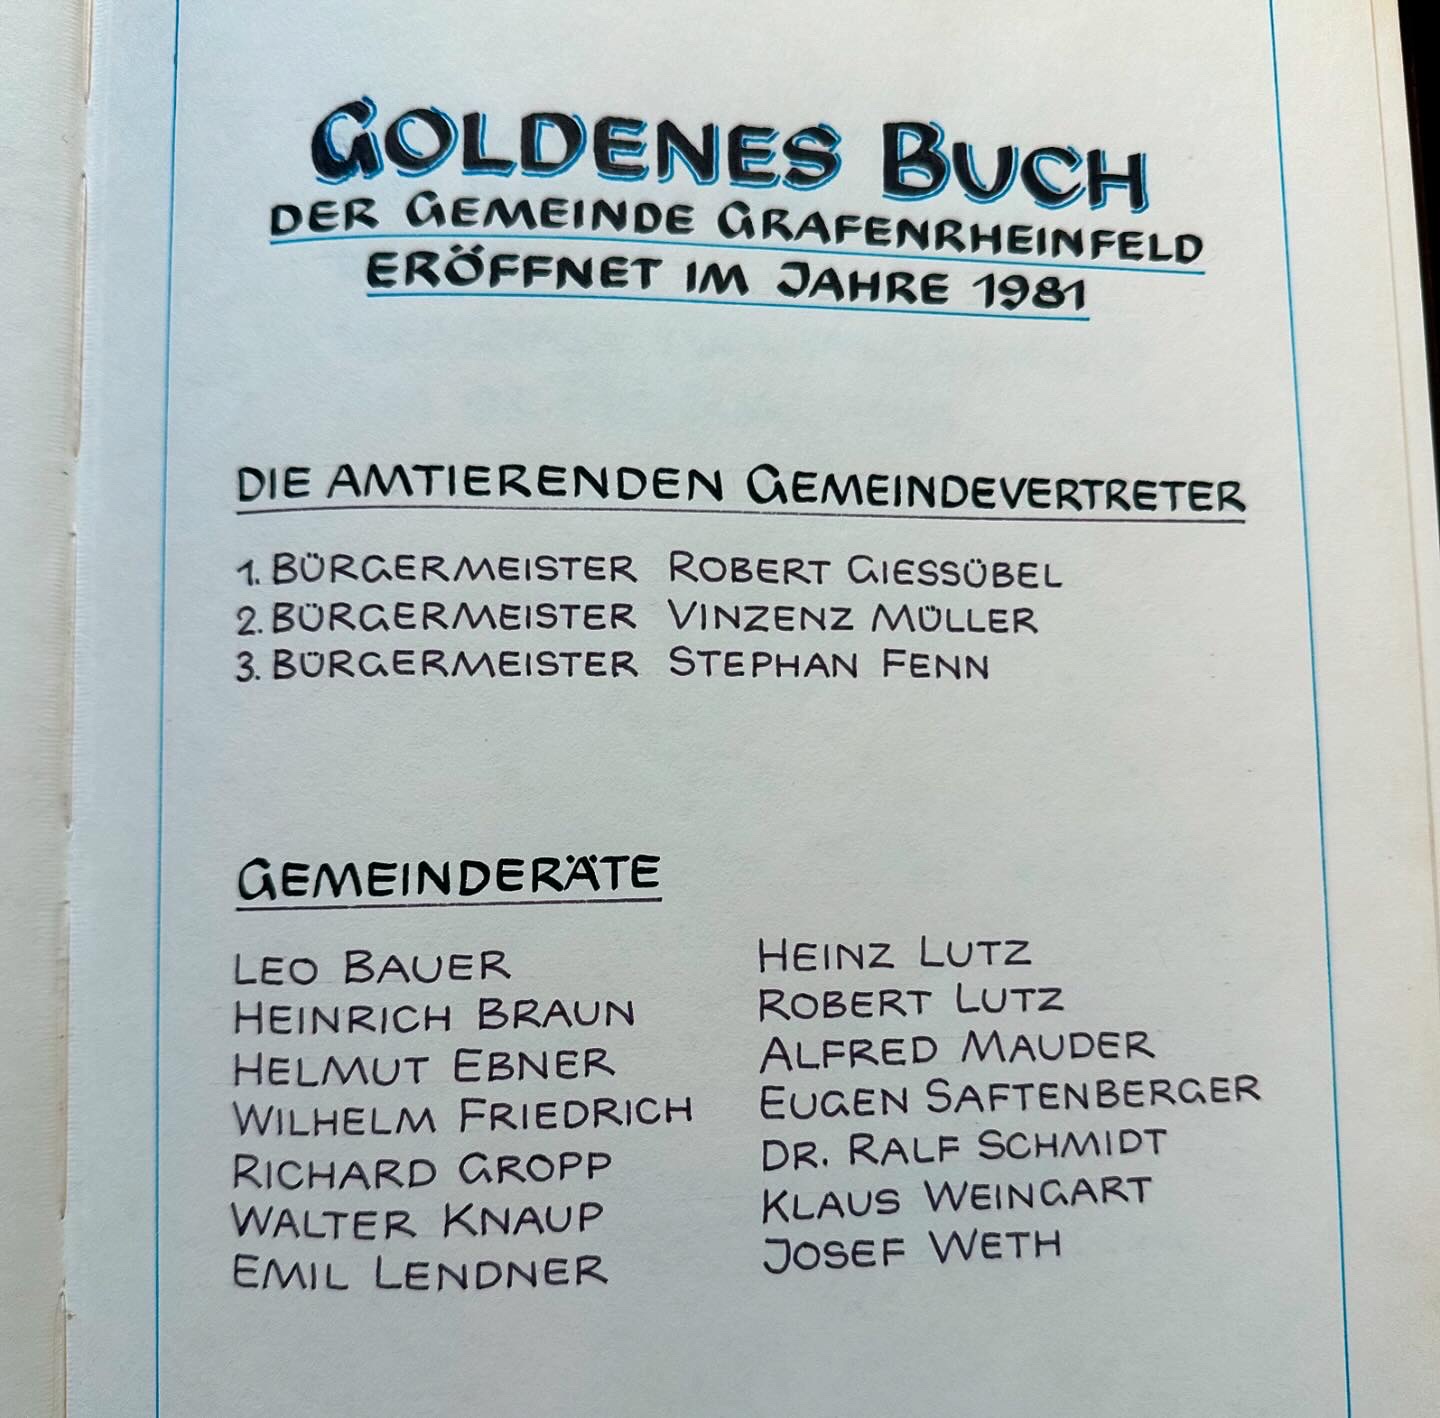 GOLDENES BUCH
DER GEMEINDE GRAFENRHEINFELD
ERÖFFNET IM JAHRE 1981
DIE AMTIERENDEN GEMEINDEVERTRETER
1. BÜRGERMEISTER ROBERT GIESSÜBEL
2. BÜRGERMEISTER VINZENZ MÜLLER
3. BÜRGERMEISTER STEPHAN FENN
GEMEINDERÄTE
LEO BAUER
HEINRICH BRAUN
HELMUT EBNER
WILHELM FRIEDRICH
RICHARD GROPP
WALTER KNAUP
EMIL LENDNER
HEINZ LUTZ
ROBERT LUTZ
ALFRED MAUDER
EUGEN SAFTENBERGER
DR. RALF SCHMIDT
KLAUS WEINGART
JOSEF WETH